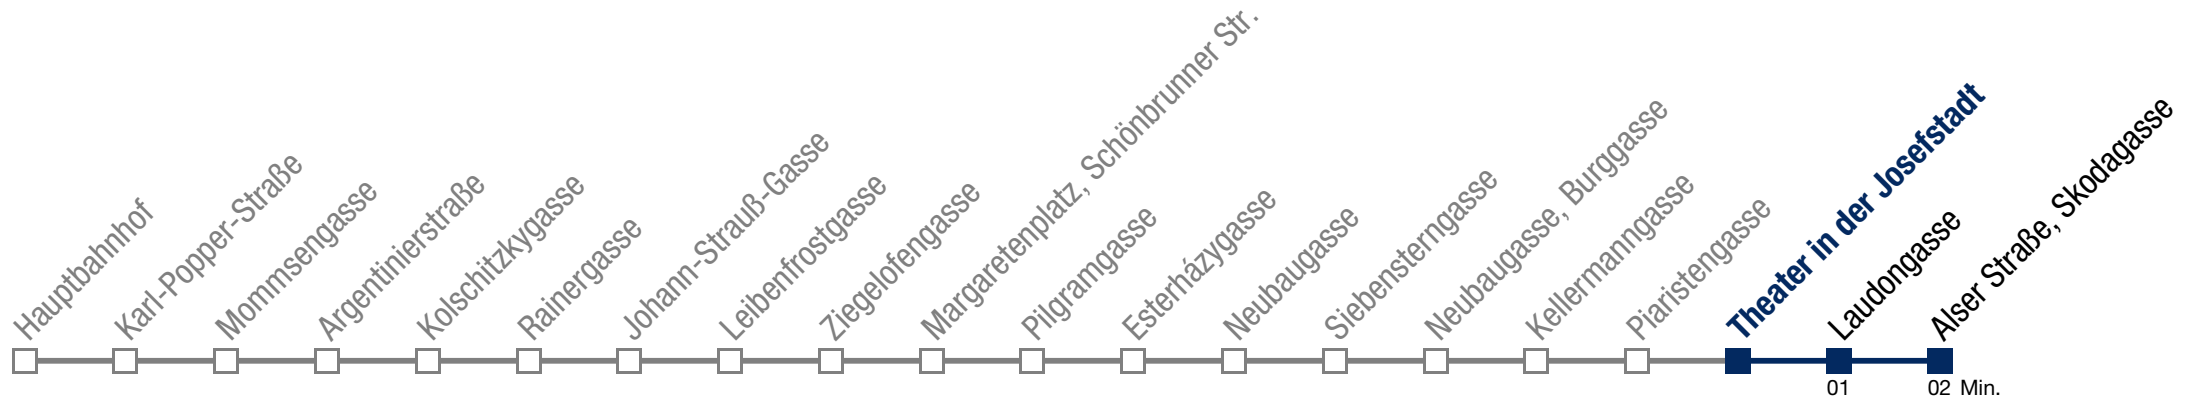 Hauptbahnhof
Karl-Popper-Straße
Mommsengasse
Argentinierstraße
Kolschitzkygasse
Rainergasse
Johann-Strauß-Gasse
Leibenfrostgasse
Ziegelofengasse
Margaretenplatz, Schönbrunner Str.
Pilgramgasse
Esterházygasse
Neubaugasse
Siebensterngasse
Neubaugasse, Burggasse
Kellermanngasse
Piaristengasse
Theater in der Josefstadt
Laudongasse
Alser Straße, Skodagasse
01 02 Min.